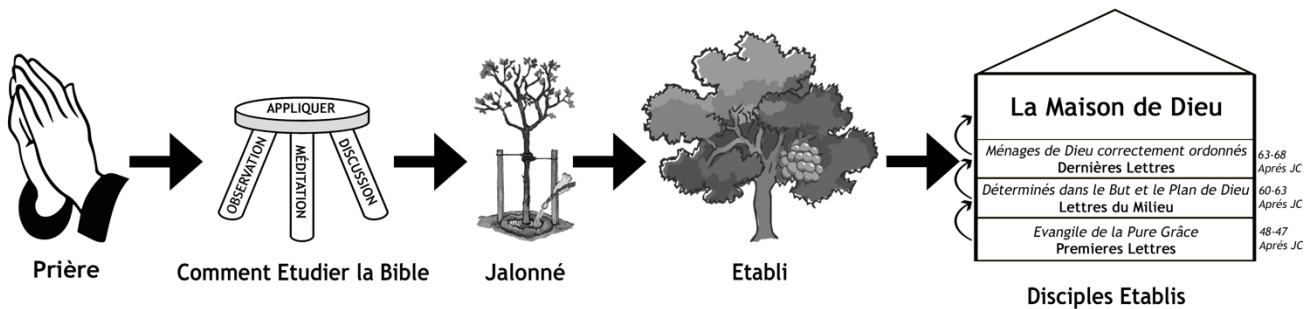 Prière
APPLIQUER
OBSERVATION
MÉDITATION
DISCUSSION
Comment Etudier la Bible
Jalonné
Etabli
La Maison de Dieu
Ménages de Dieu correctement ordonnés
Dernières Lettres
63-68
Aprés JC
Déterminés dans le But et le Plan de Dieu
Lettres du Milieu
60-63
Aprés JC
Evangile de la Pure Grâce
Premieres Lettres
48-47
Aprés JC
Disciples Etablis